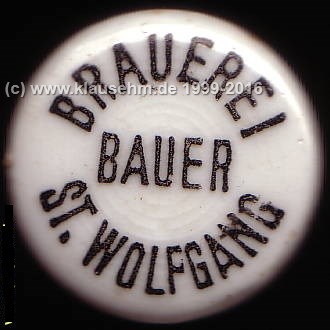 BRAUEREI
(c) www.klausehm.de 1999-2016
BAUER
ST. WOLFGANG